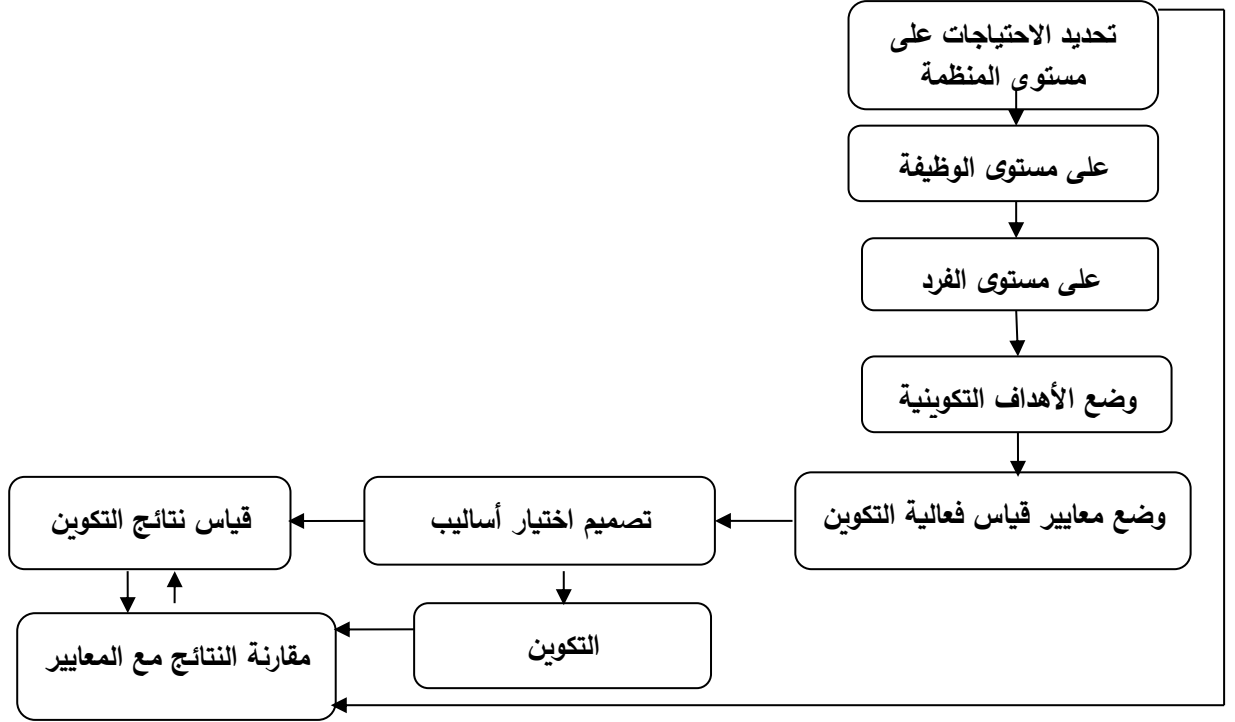 تحديد الاحتياجات على
مستوى المنظمة
على مستوى الوظيفة
على مستوى الفرد
وضع الأهداف التكوينية
وضع معايير قياس فعالية التكوين
تصميم اختيار أساليب
قياس نتائج التكوين
التكوين
مقارنة النتائج مع المعايير